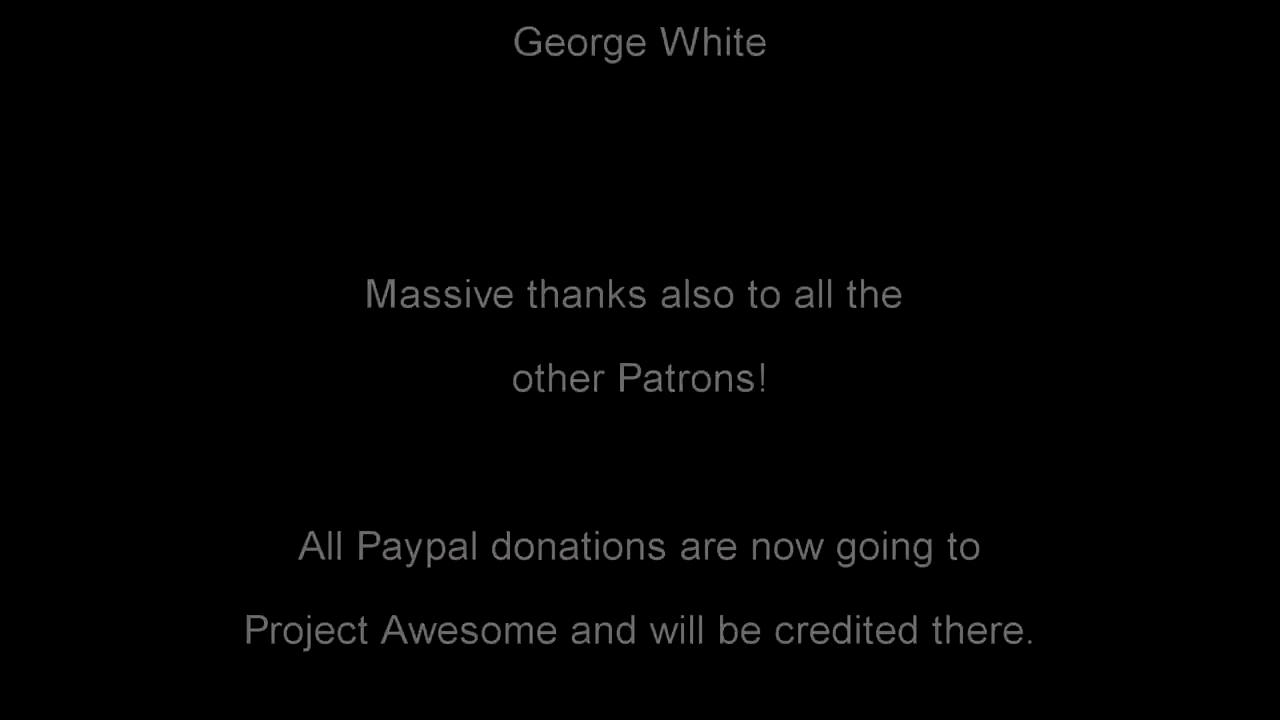 George White
Massive thanks also to all the
other Patrons!
All Paypal donations are now going to
Project Awesome and will be credited there.